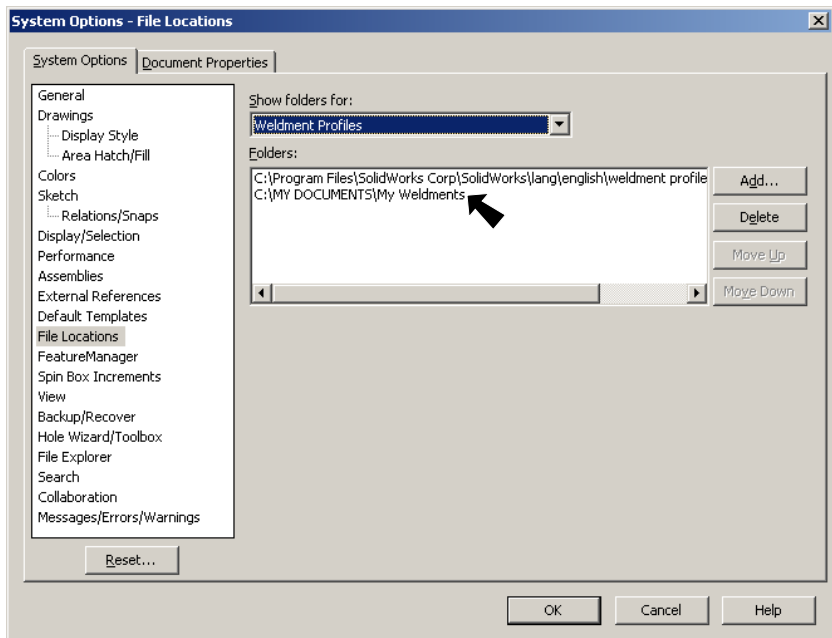 System Options - File Locations
System Options
Document Properties
General
Drawings
Display Style
Area Hatch/Fill
Colors
Sketch
Relations/Snaps
Display/Selection
Performance
Assemblies
External References
Default Templates
File Locations
FeatureManager
Spin Box Increments
View
Backup/Recover
Hole Wizard/Toolbox
File Explorer
Search
Collaboration
Messages/Errors/Warnings
Reset...
Show folders for:
Weldment Profiles
Folders:
C:\Program Files\SolidWorks Corp\SolidWorks\lang\english\weldment profile
C:\MY DOCUMENTS\My Weldments
Add...
Delete
Move Up
Move Down
OK
Cancel
Help